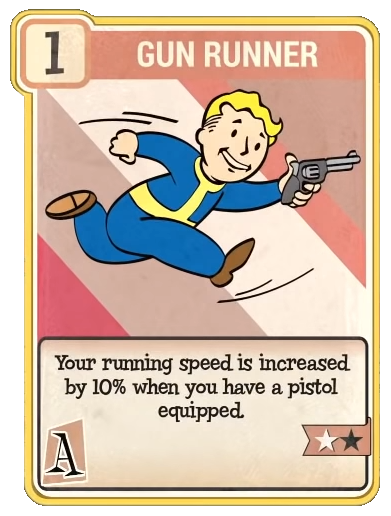 1
GUN RUNNER
Your running speed is increased
by 10% when you have a pistol
equipped.
A